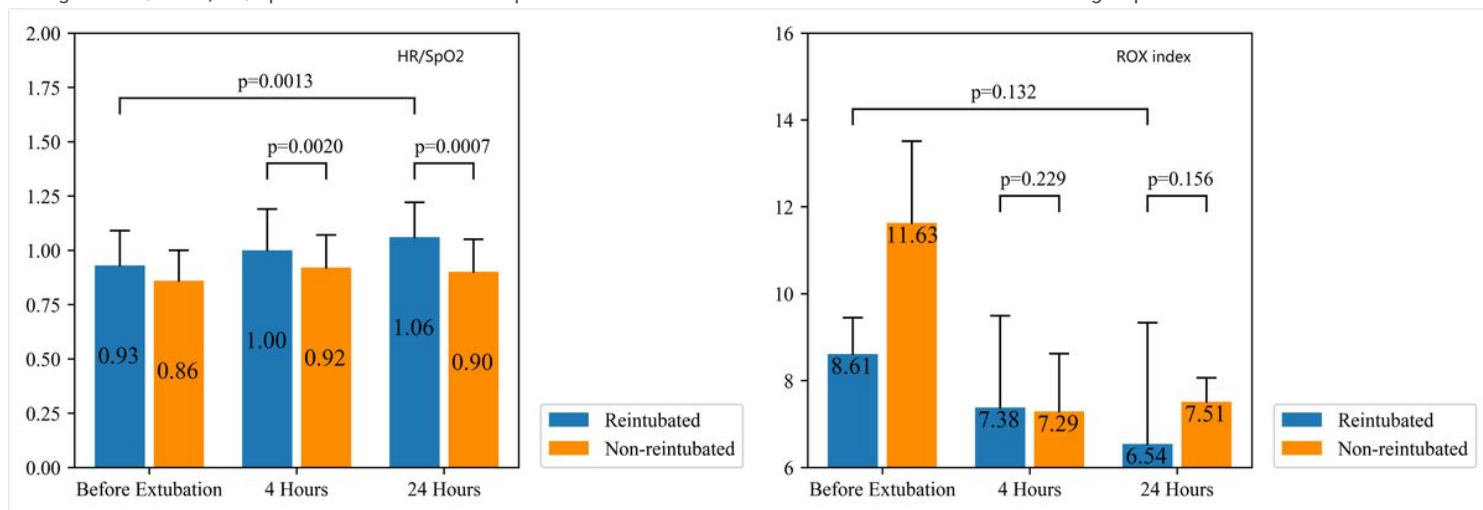 2.00
1.75
1.50
1.25
1.00
0.75
0.50
0.25
0.00
HR/SpO2
p=0.0013
p=0.0020
p=0.0007
0.93
0.86
1.00
0.92
1.06
0.90
Before Extubation
4 Hours
24 Hours
Reintubated
Non-reintubated
16
14
12
10
8
6
ROX index
p=0.132
p=0.229
p=0.156
8.61
11.63
7.38
7.29
6.54
7.51
Before Extubation
4 Hours
24 Hours
Reintubated
Non-reintubated